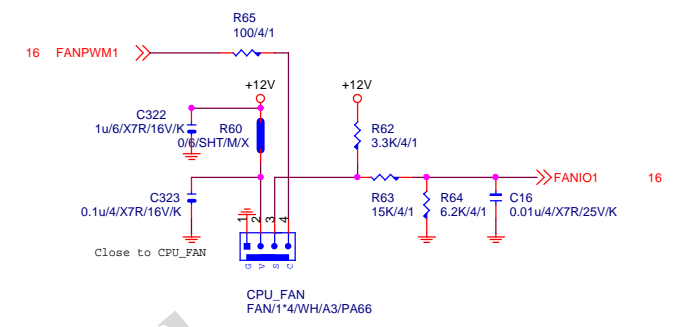 R65
100/4/1
16 FANPWM1
+12V
+12V
C322
1u/6/X7R/16V/K
R60
0/6/SHT/M/X
R62
3.3K/4/1
FANIO1 16
C323
0.1u/4/X7R/16V/K
R63
15K/4/1
R64
6.2K/4/1
C16
0.01u/4/X7R/25V/K
1 2 3 4
Close to CPU_FAN
G V S C
CPU_FAN
FAN/1*4/WH/A3/PA66